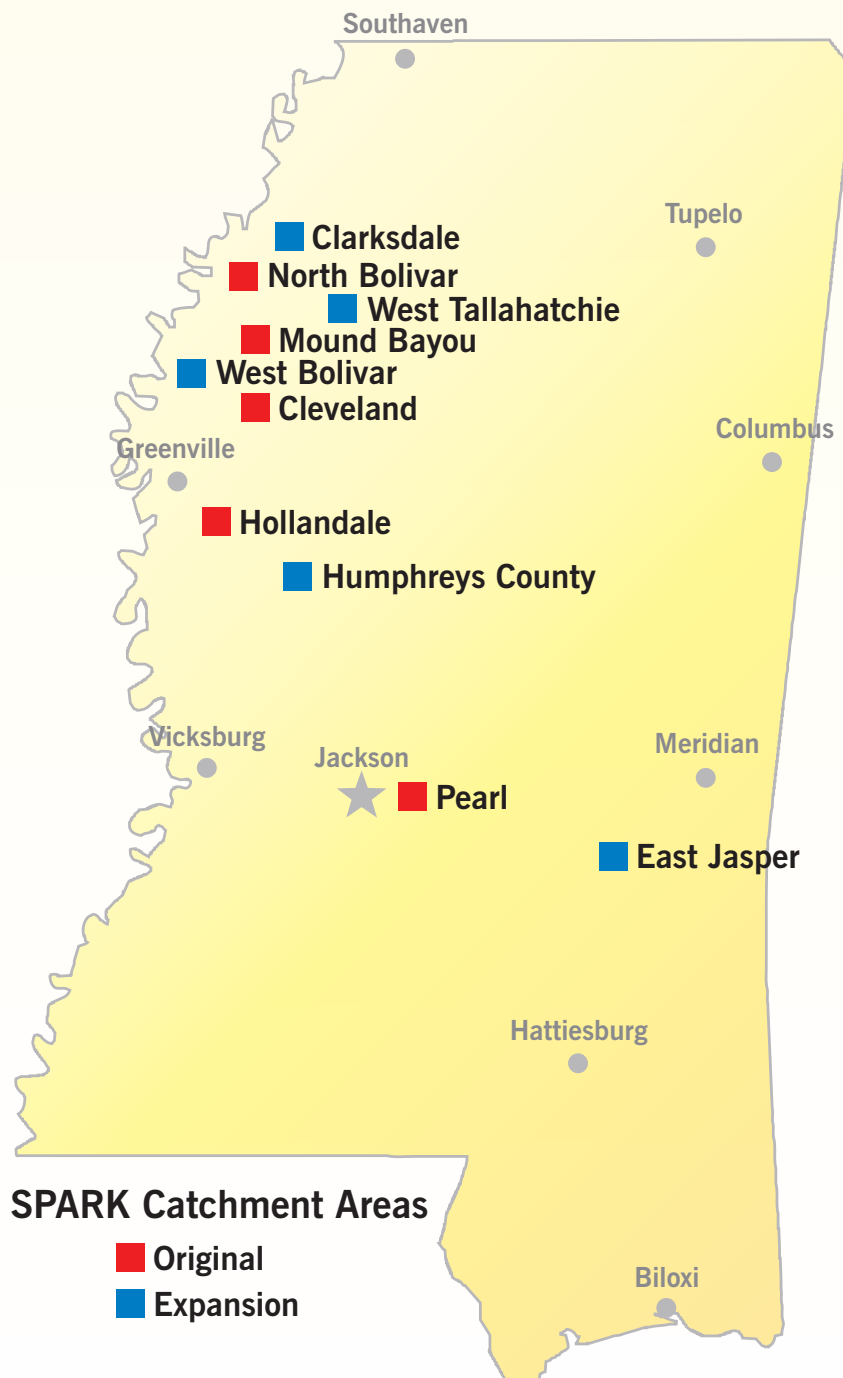 Southaven
Tupelo
Clarksdale
North Bolivar
West Tallahatchie
Mound Bayou
West Bolivar
Cleveland
Columbus
Greenville
Hollandale
Humphreys County
Vicksburg
Jackson
Meridian
Pearl
East Jasper
Hattiesburg
SPARK Catchment Areas
Original
Expansion
Biloxi